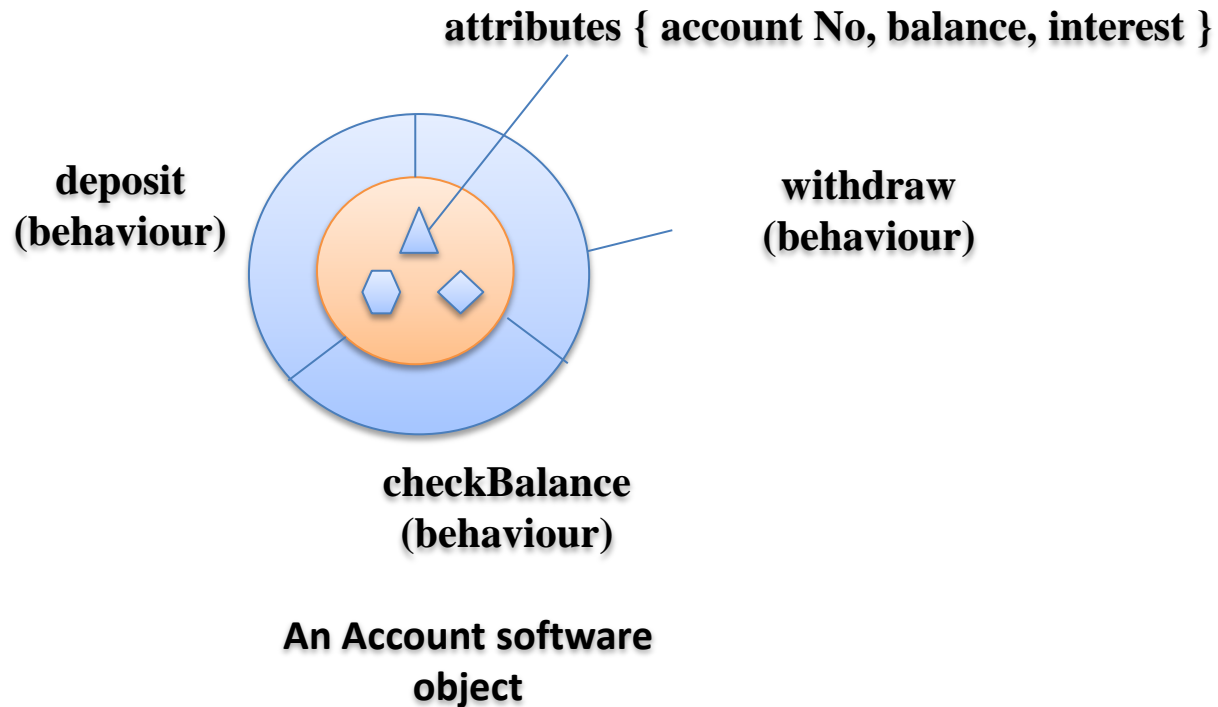 attributes { account No, balance, interest }
deposit
(behaviour)
withdraw
(behaviour)
checkBalance
(behaviour)
An Account software
object